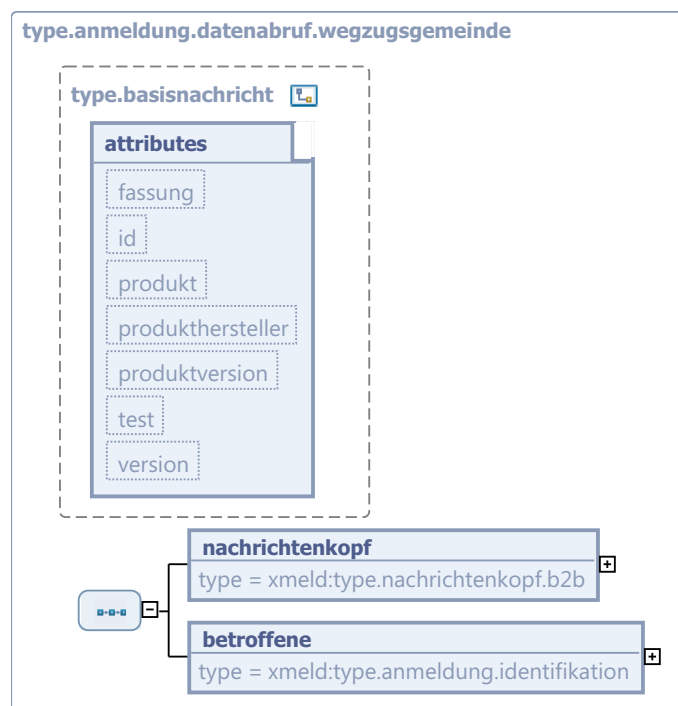 type.anmeldung.datenabruf.wegzugsgemeinde
type.basisnachricht
attributes
fassung
id
produkt
produkthersteller
produktversion
test
version
nachrichtenkopf
type = xmeld:type.nachrichtenkopf.b2b
betroffene
type = xmeld:type.anmeldung.identifikation